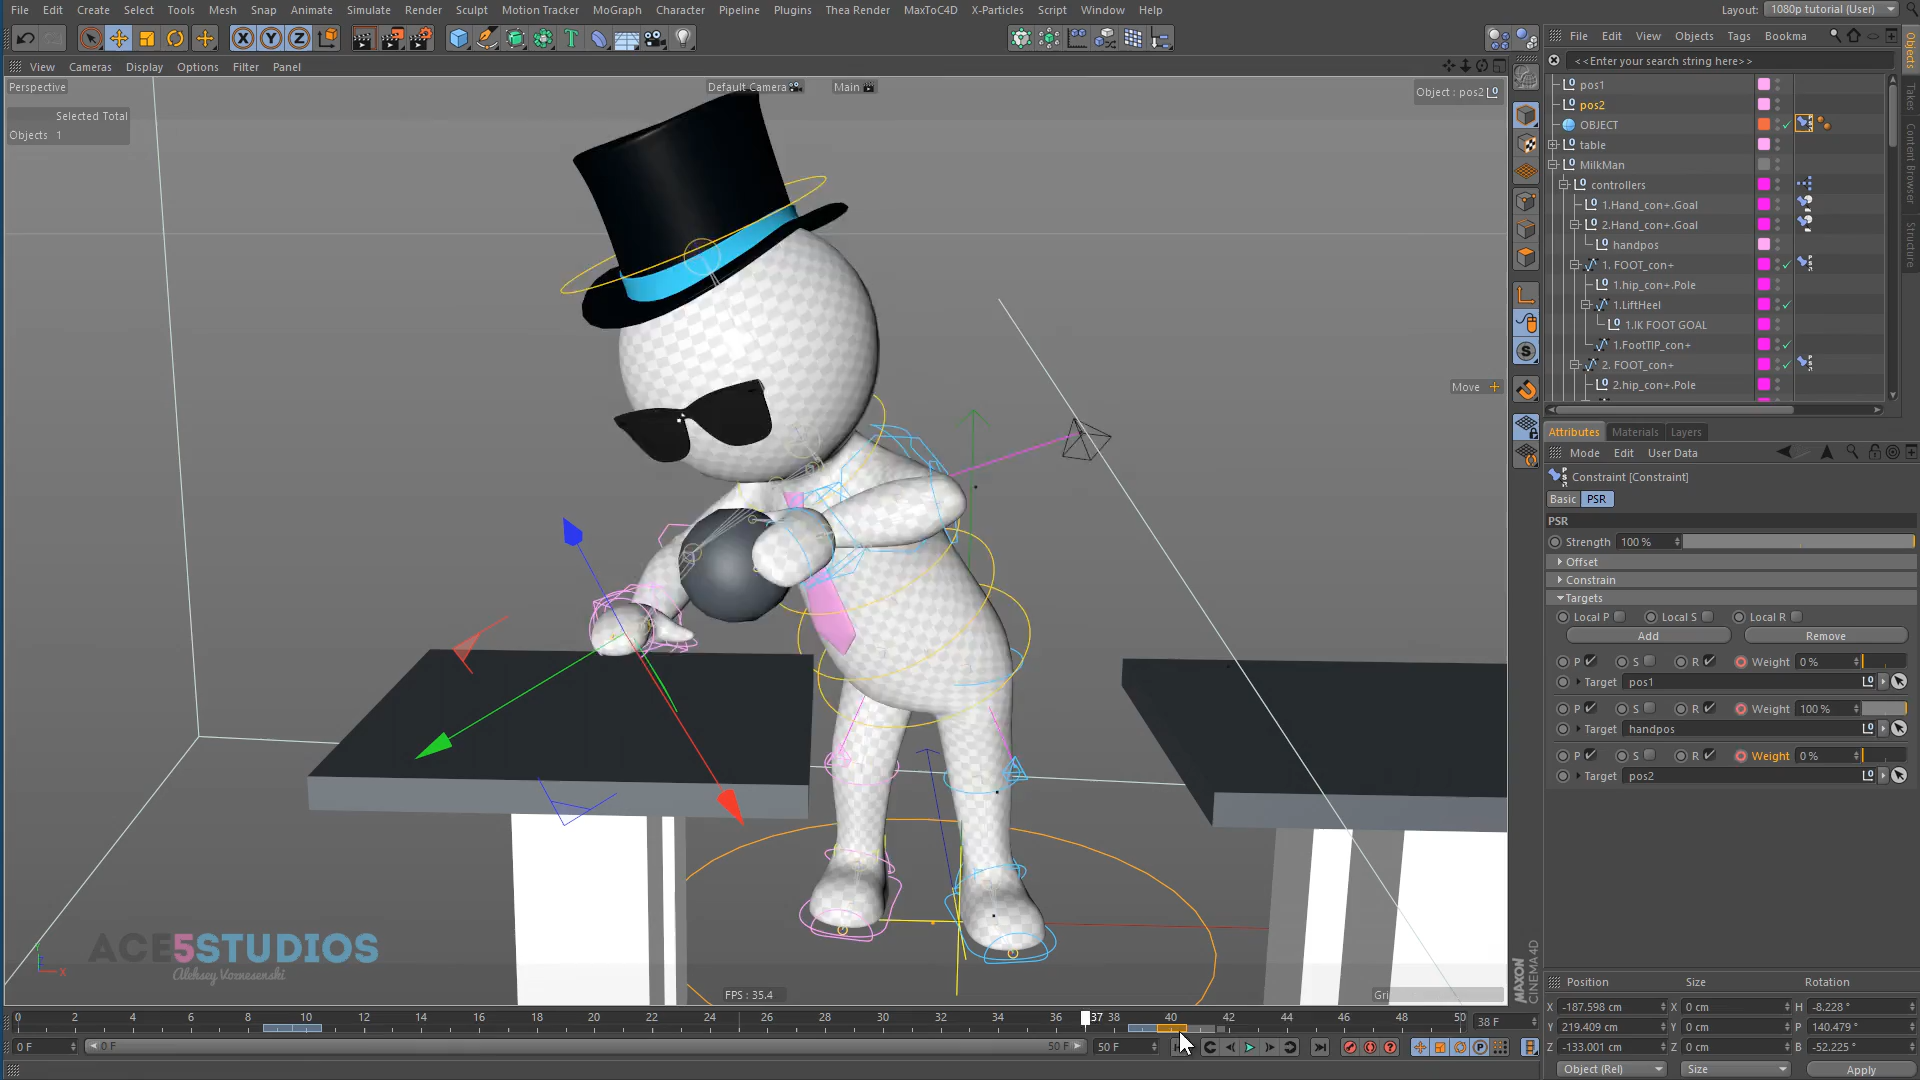 File Edit Create Select Tools Mesh Snap Animate Simulate Render Sculpt Motion Tracker MoGraph Character Pipeline Plugins Thea Render MaxToC4D X-Particles Script Window Help Layout: 1080p tutorial (User)
View Cameras Display Options Filter Panel
Perspective
Default Camera
Main
Object : pos2
Selected Total
Objects 1
Move
FPS : 35.4
ACE5STUDIOS
Aleksey Voznesenski
MAXON CINEMA 4D
File Edit View Objects Tags Bookma
<<Enter your search string here>>
pos1
pos2
OBJECT
table
MilkMan
controllers
1.Hand_con+.Goal
2.Hand_con+.Goal
handpos
1. FOOT_con+
1.hip_con+.Pole
1.LiftHeel
1.IK FOOT GOAL
1.FootTIP_con+
2. FOOT_con+
2.hip_con+.Pole
Objects
Takes
Content Browser
Structure
Attributes Materials Layers
Mode Edit User Data
Constraint [Constraint]
Basic PSR
PSR
Strength 100 %
Offset
Constrain
Targets
Local P Local S Local R
Add Remove
P S R Weight 0 %
Target pos1
P S R Weight 100 %
Target handpos
P S R Weight 0 %
Target pos2
0 2 4 6 8 10 12 14 16 18 20 22 24 26 28 30 32 34 36 37 38 40 42 44 46 48 50 38 F
0 F 0 F 50 F 50 F
Position Size Rotation
X -187.598 cm X 0 cm H -8.228 °
Y 219.409 cm Y 0 cm P 140.479 °
Z -133.001 cm Z 0 cm B -52.225 °
Object (Rel) Size Apply